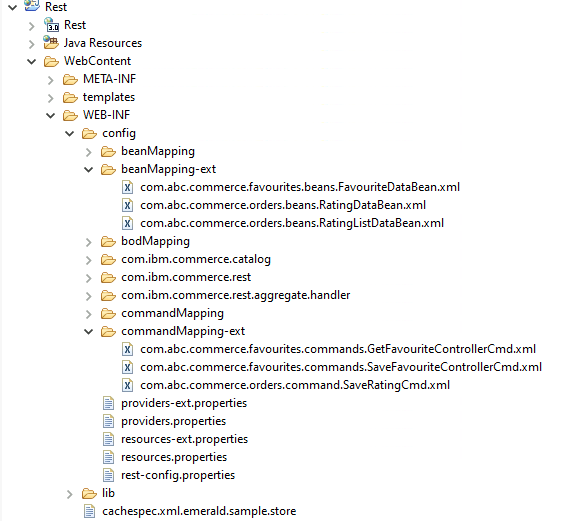 Rest
3.0 Rest
Java Resources
WebContent
META-INF
templates
WEB-INF
config
beanMapping
beanMapping-ext
X com.abc.commerce.favourites.beans.FavouriteDataBean.xml
X com.abc.commerce.orders.beans.RatingDataBean.xml
X com.abc.commerce.orders.beans.RatingListDataBean.xml
bodMapping
com.ibm.commerce.catalog
com.ibm.commerce.rest
com.ibm.commerce.rest.aggregate.handler
commandMapping
commandMapping-ext
X com.abc.commerce.favourites.commands.GetFavouriteControllerCmd.xml
X com.abc.commerce.favourites.commands.SaveFavouriteControllerCmd.xml
X com.abc.commerce.orders.command.SaveRatingCmd.xml
providers-ext.properties
providers.properties
resources-ext.properties
resources.properties
rest-config.properties
lib
cachespec.xml.emerald.sample.store